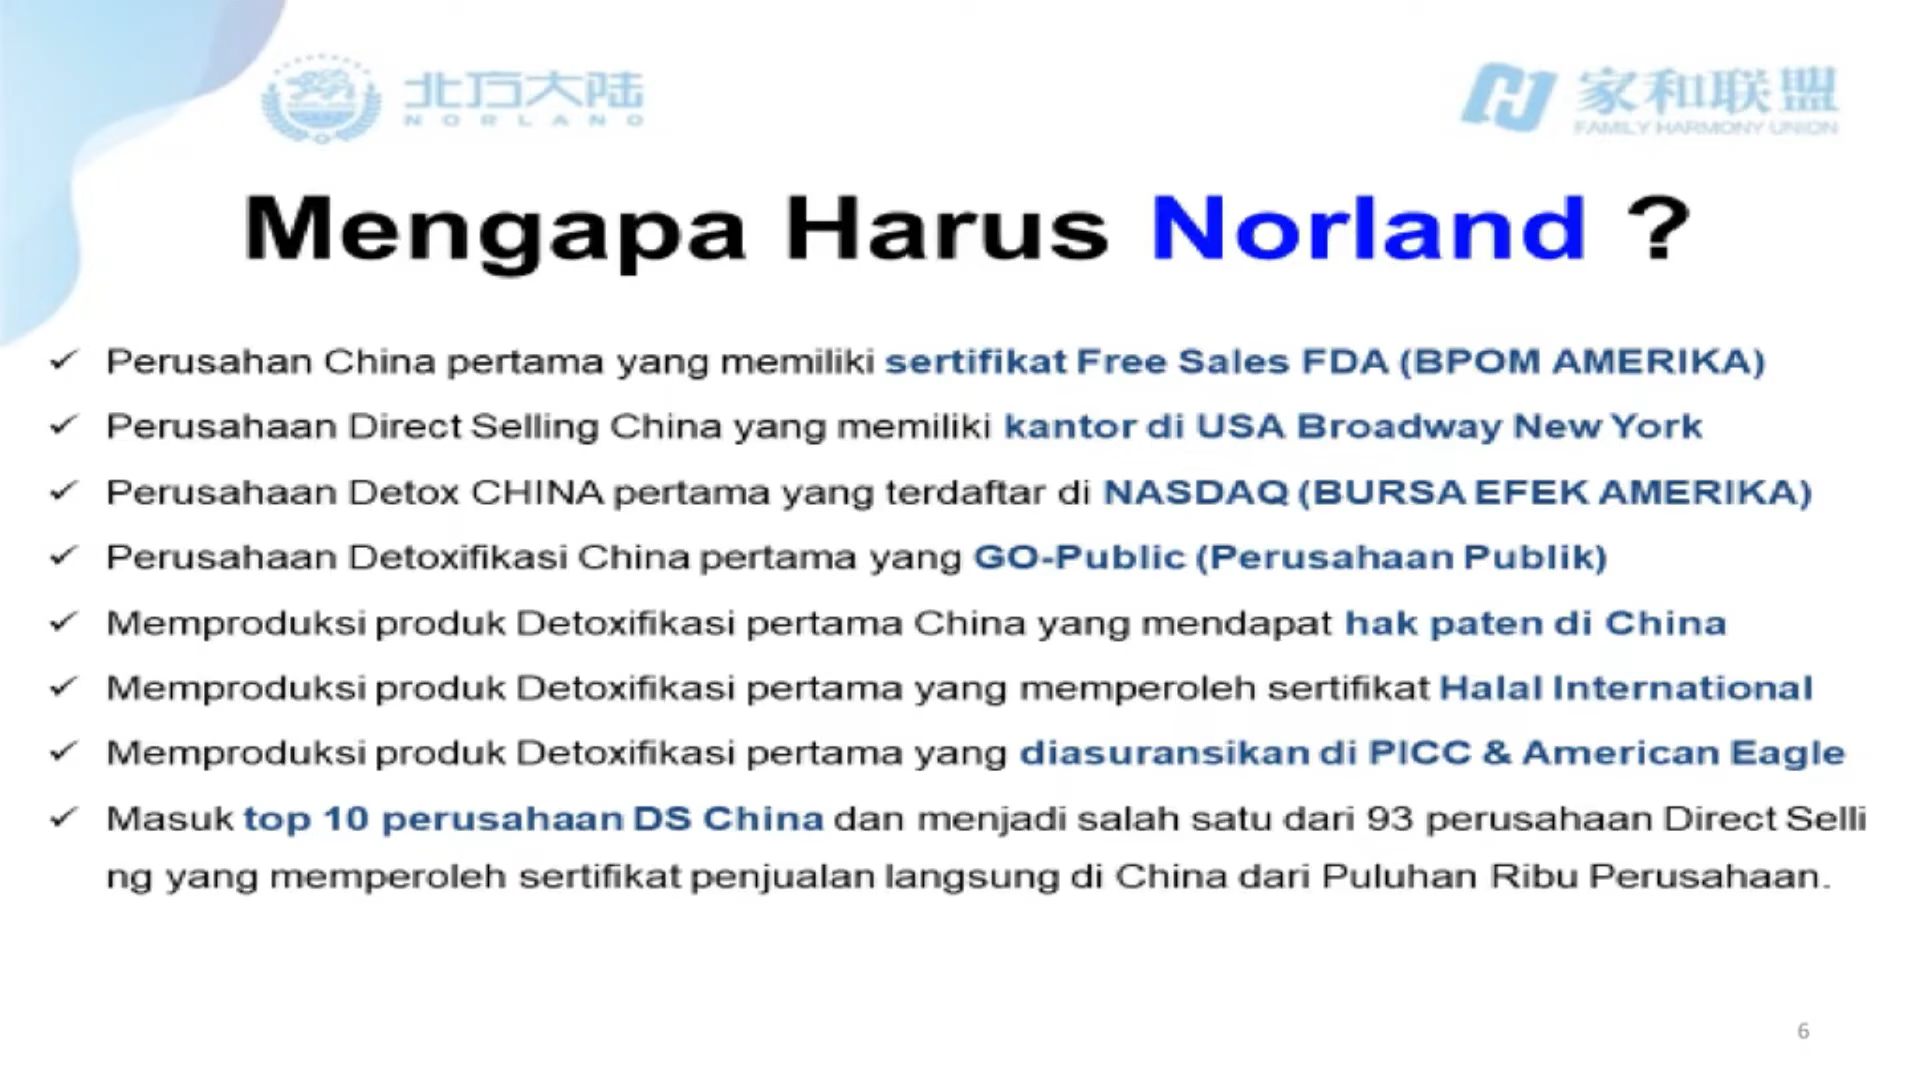 北方大陆
NORLAND
家和联盟
FAMILY HARMONY UNION
Mengapa Harus Norland ?
✓ Perusahan China pertama yang memiliki sertifikat Free Sales FDA (BPOM AMERIKA)
✓ Perusahaan Direct Selling China yang memiliki kantor di USA Broadway New York
✓ Perusahaan Detox CHINA pertama yang terdaftar di NASDAQ (BURSA EFEK AMERIKA)
✓ Perusahaan Detoxifikasi China pertama yang GO-Public (Perusahaan Publik)
✓ Memproduksi produk Detoxifikasi pertama China yang mendapat hak paten di China
✓ Memproduksi produk Detoxifikasi pertama yang memperoleh sertifikat Halal International
✓ Memproduksi produk Detoxifikasi pertama yang diasuransikan di PICC & American Eagle
✓ Masuk top 10 perusahaan DS China dan menjadi salah satu dari 93 perusahaan Direct Selli
ng yang memperoleh sertifikat penjualan langsung di China dari Puluhan Ribu Perusahaan.
6